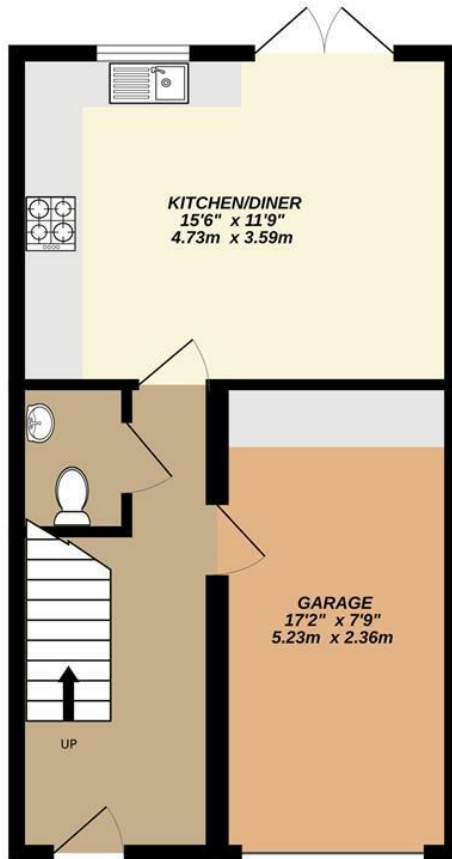 KITCHEN/DINER
15'6" x 11'9"
4.73m x 3.59m
GARAGE
17'2" x 7'9"
5.23m x 2.36m
UP